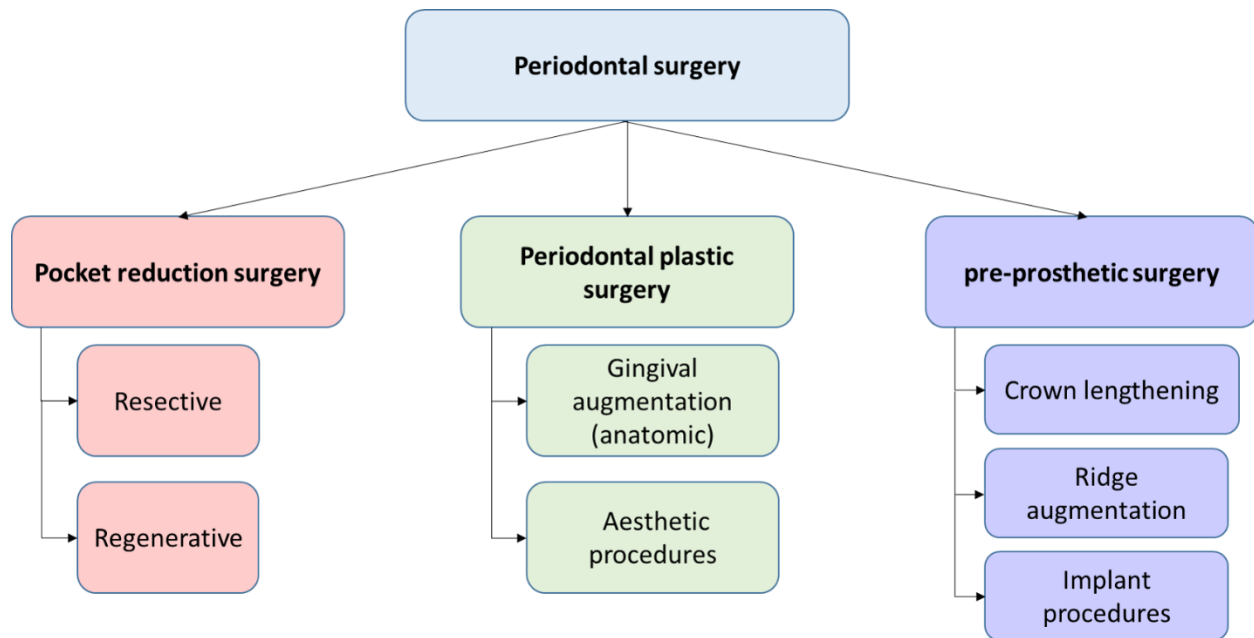 Periodontal surgery
Pocket reduction surgery
Periodontal plastic
surgery
pre-prosthetic surgery
Resective
Regenerative
Gingival
augmentation
(anatomic)
Aesthetic
procedures
Crown lengthening
Ridge
augmentation
Implant
procedures